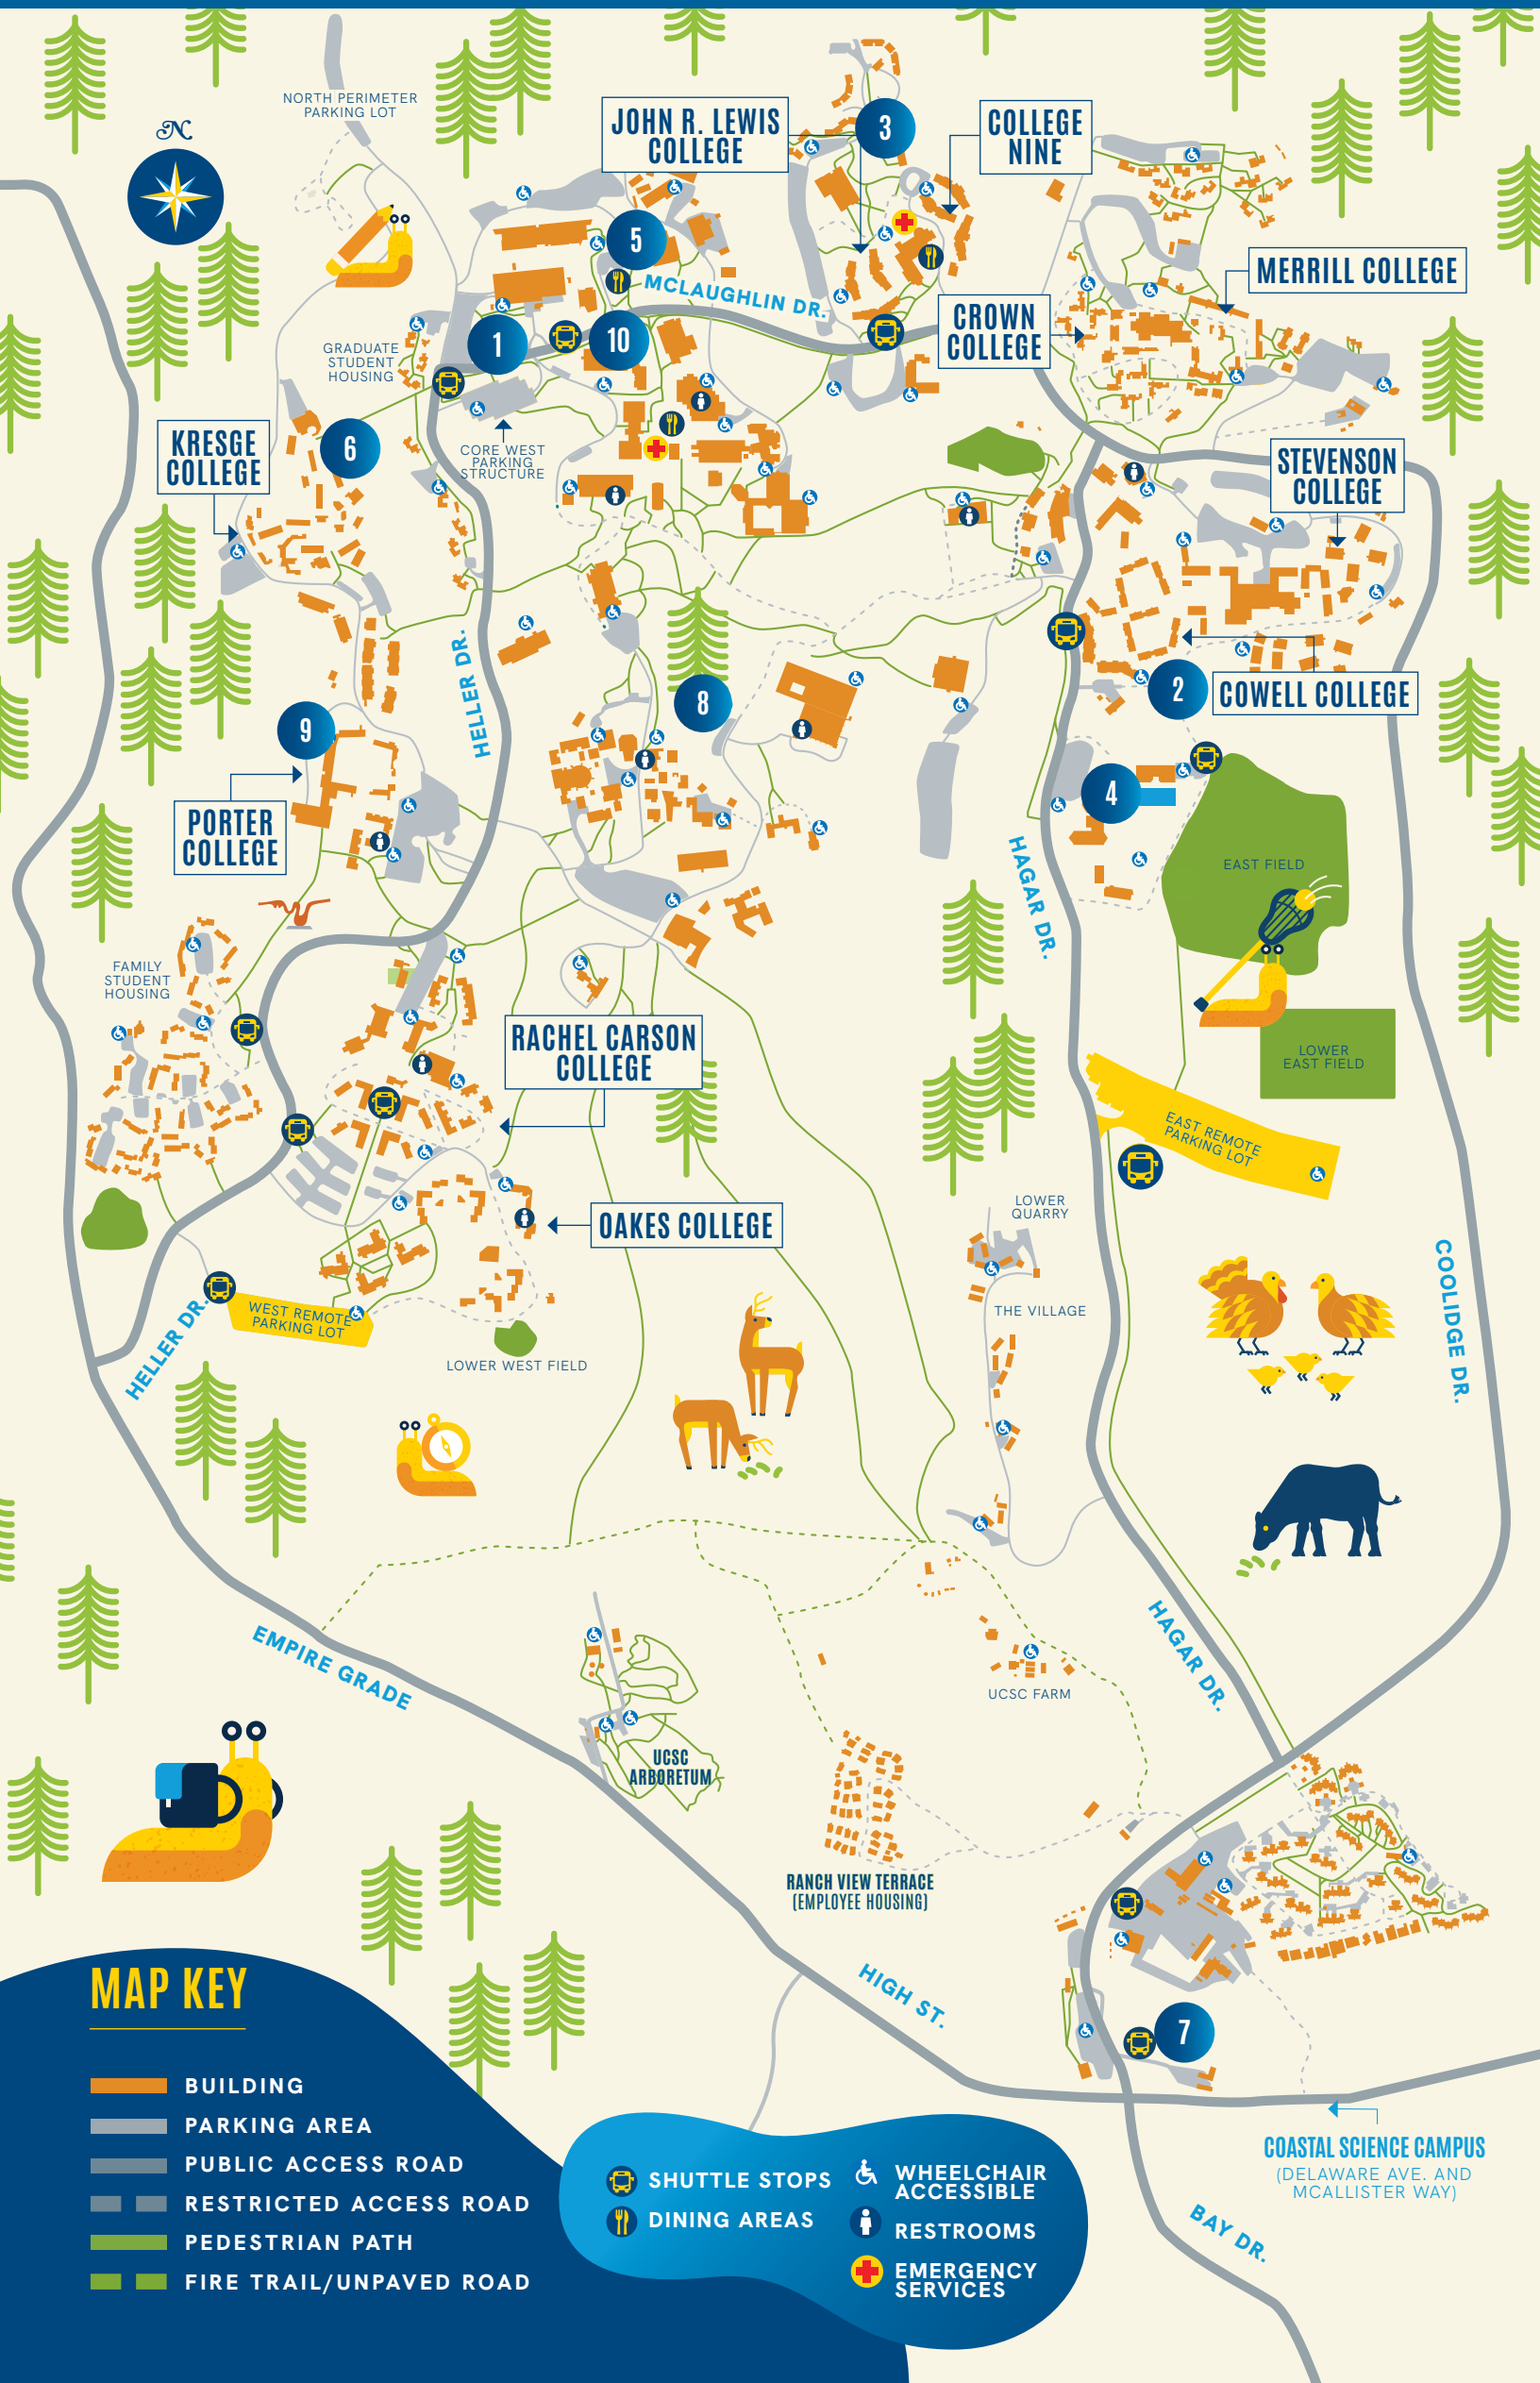 NORTH PERIMETER
PARKING LOT
N
JOHN R. LEWIS
COLLEGE
3
COLLEGE
NINE
5
MCLAUGHLIN DR.
MERRILL COLLEGE
CROWN
COLLEGE
1
10
GRADUATE
STUDENT
HOUSING
KRESGE
COLLEGE
6
CORE WEST
PARKING
STRUCTURE
STEVENSON
COLLEGE
HELLER DR.
8
2
COWELL COLLEGE
9
4
PORTER
COLLEGE
HAGAR DR.
EAST FIELD
FAMILY
STUDENT
HOUSING
RACHEL CARSON
COLLEGE
LOWER
EAST FIELD
EAST REMOTE
PARKING LOT
LOWER
QUARRY
OAKES COLLEGE
COOLIDGE DR.
WEST REMOTE
PARKING LOT
THE VILLAGE
HELLER DR.
LOWER WEST FIELD
EMPIRE GRADE
HAGAR DR.
UCSC FARM
UCSC
ARBORETUM
RANCH VIEW TERRACE
(EMPLOYEE HOUSING)
HIGH ST.
7
COASTAL SCIENCE CAMPUS
(DELAWARE AVE. AND
MCALLISTER WAY)
BAY DR.
MAP KEY
BUILDING
PARKING AREA
PUBLIC ACCESS ROAD
RESTRICTED ACCESS ROAD
PEDESTRIAN PATH
FIRE TRAIL/UNPAVED ROAD
SHUTTLE STOPS
DINING AREAS
WHEELCHAIR
ACCESSIBLE
RESTROOMS
EMERGENCY
SERVICES